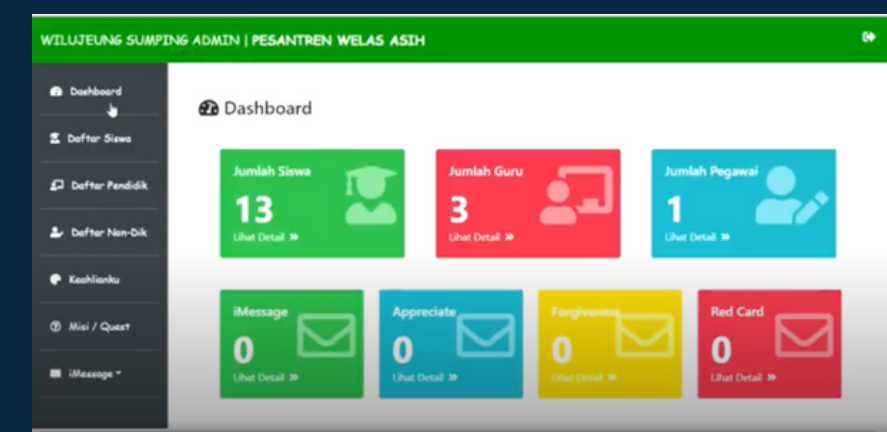 WILUJEUNG SUMPING ADMIN | PESANTREN WELAS ASIH
Dashboard
Daftar Siswa
Daftar Pendidik
Daftar Non-Dik
Keahlianku
Misi / Quest
iMessage
Dashboard
Jumlah Siswa
13
Lihat Detail »
Jumlah Guru
3
Lihat Detail »
Jumlah Pegawai
1
Lihat Detail »
iMessage
0
Lihat Detail »
Appreciate
0
Lihat Detail »
Forgiveness
0
Lihat Detail »
Red Card
0
Lihat Detail »